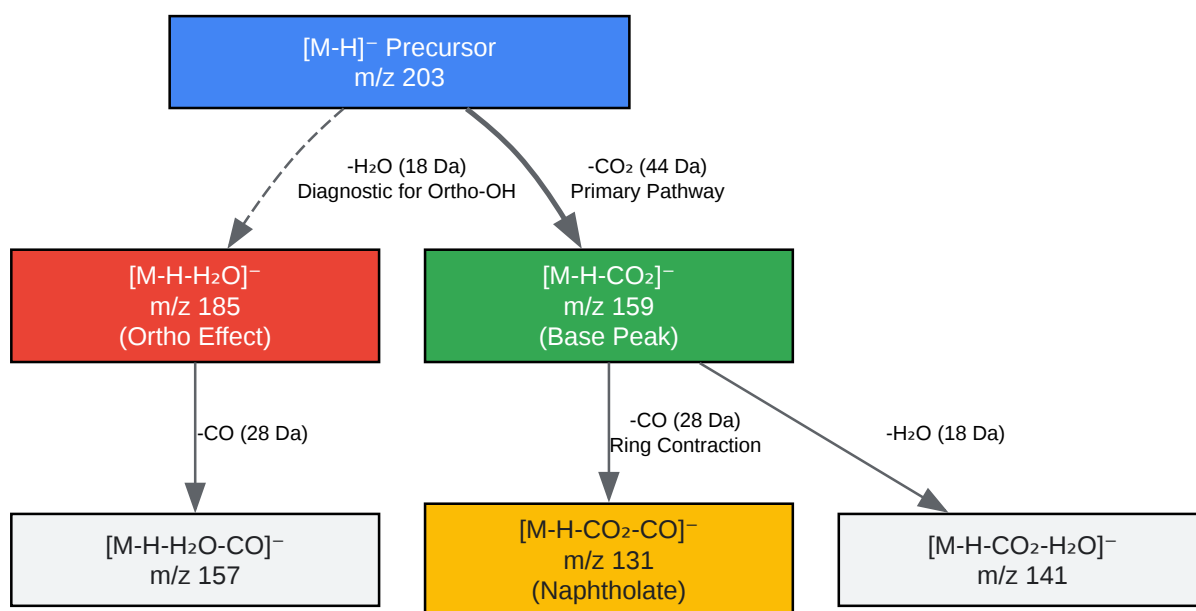 [M-H]⁻ Precursor
m/z 203
-H₂O (18 Da)
Diagnostic for Ortho-OH
-CO₂ (44 Da)
Primary Pathway
[M-H-H₂O]⁻
m/z 185
(Ortho Effect)
[M-H-CO₂]⁻
m/z 159
(Base Peak)
-CO (28 Da)
-CO (28 Da)
Ring Contraction
-H₂O (18 Da)
[M-H-H₂O-CO]⁻
m/z 157
[M-H-CO₂-CO]⁻
m/z 131
(Naphtholate)
[M-H-CO₂-H₂O]⁻
m/z 141